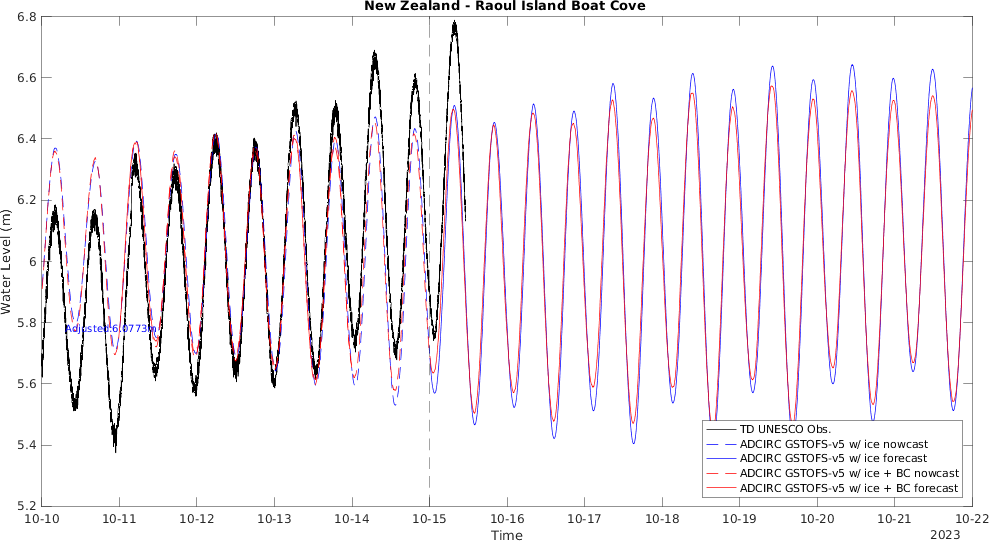 New Zealand - Raoul Island Boat Cove
Water Level (m)
6.8
6.6
6.4
6.2
6
5.8
5.6
5.4
5.2
Adjusted:6.0773m
TD UNESCO Obs.
ADCIRC GSTOFS-v5 w/ ice nowcast
ADCIRC GSTOFS-v5 w/ ice forecast
ADCIRC GSTOFS-v5 w/ ice + BC nowcast
ADCIRC GSTOFS-v5 w/ ice + BC forecast
10-10 10-11 10-12 10-13 10-14 10-15 10-16 10-17 10-18 10-19 10-20 10-21 10-22
Time
2023